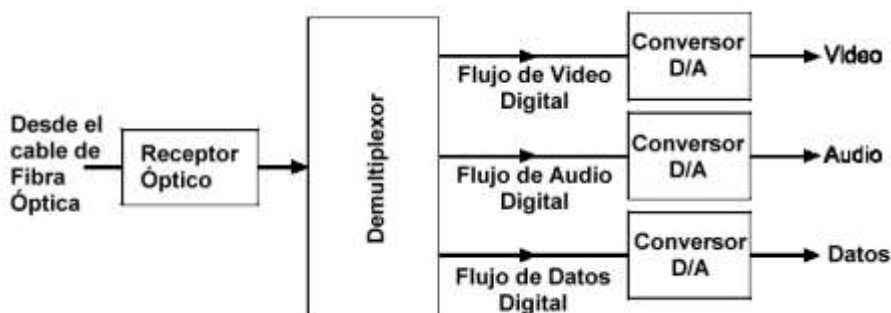 Desde el
cable de
Fibra
Óptica
Receptor
Óptico
Demultiplexor
Flujo de Video
Digital
Conversor
D/A
Video
Flujo de Audio
Digital
Conversor
D/A
Audio
Flujo de Datos
Digital
Conversor
D/A
Datos